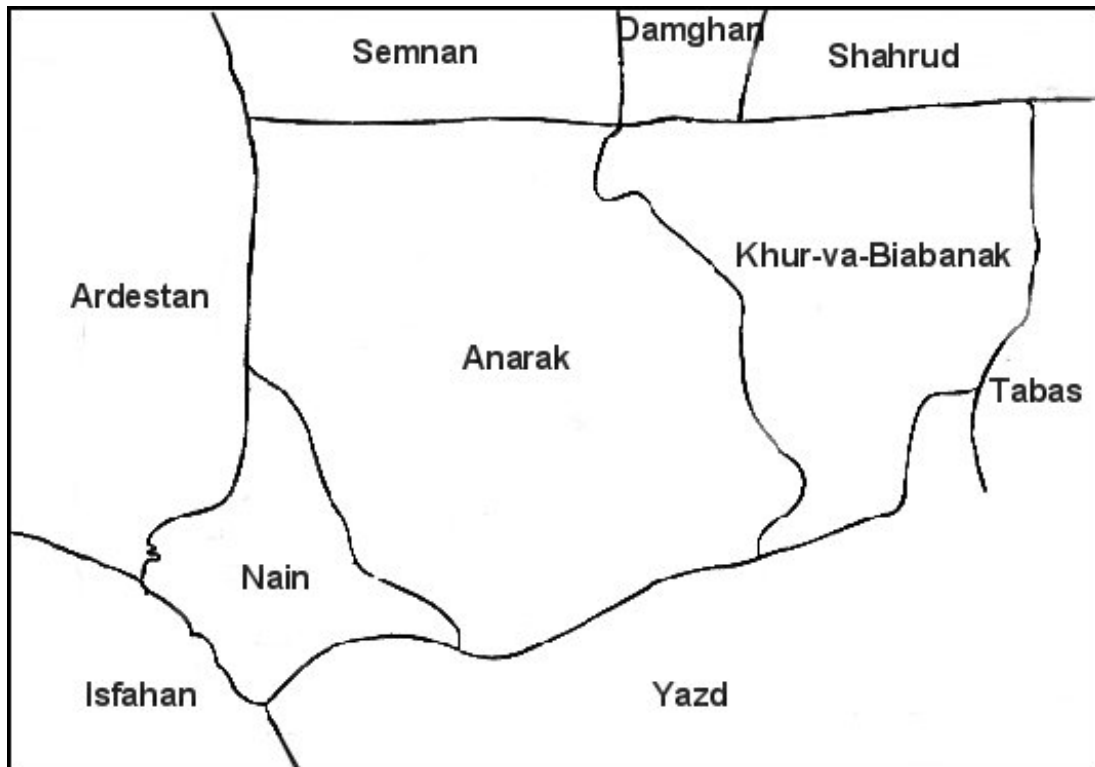 Damghan
Semnan
Shahrud
Khur-va-Biabanak
Ardestan
Anarak
Tabas
Nain
Isfahan
Yazd